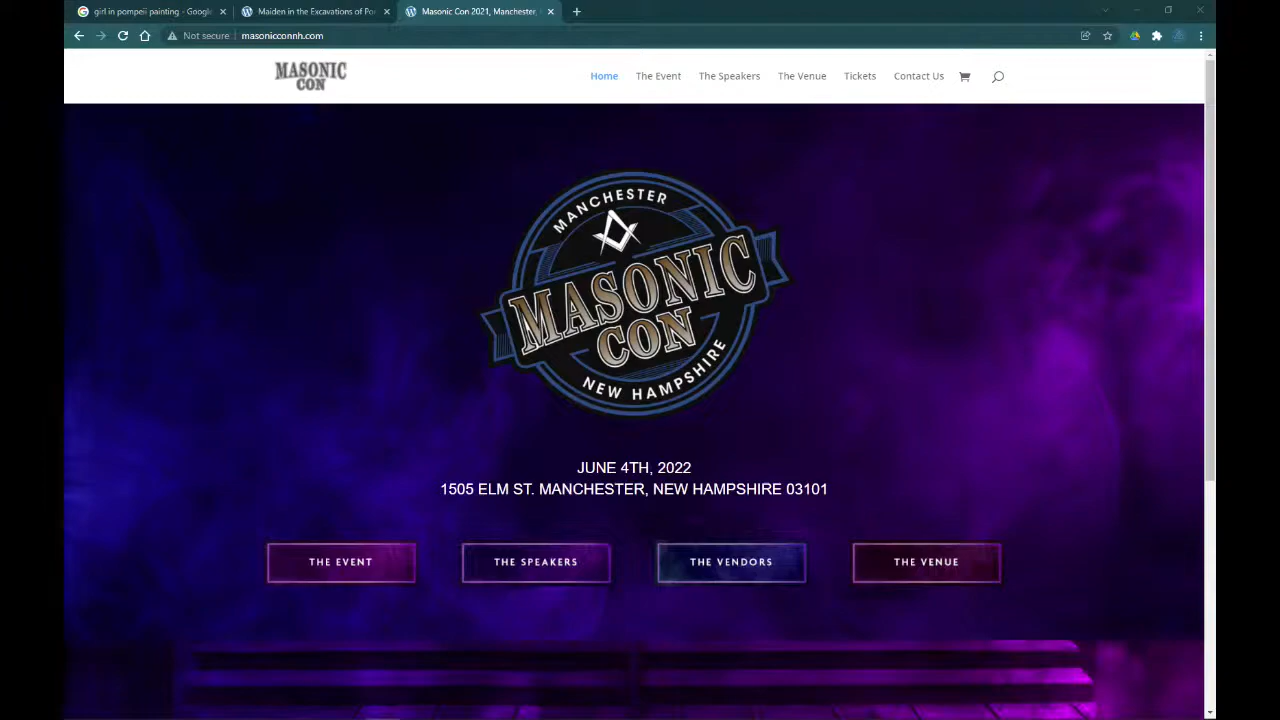 girl in pompeii painting - Google
Maiden in the Excavations of Po
Masonic Con 2021, Manchester,
Not secure
masonicconnh.com
MASONIC
CON
Home
The Event
The Speakers
The Venue
Tickets
Contact Us
MANCHESTER
MASONIC
CON
NEW HAMPSHIRE
JUNE 4TH, 2022
1505 ELM ST. MANCHESTER, NEW HAMPSHIRE 03101
THE EVENT
THE SPEAKERS
THE VENDORS
THE VENUE